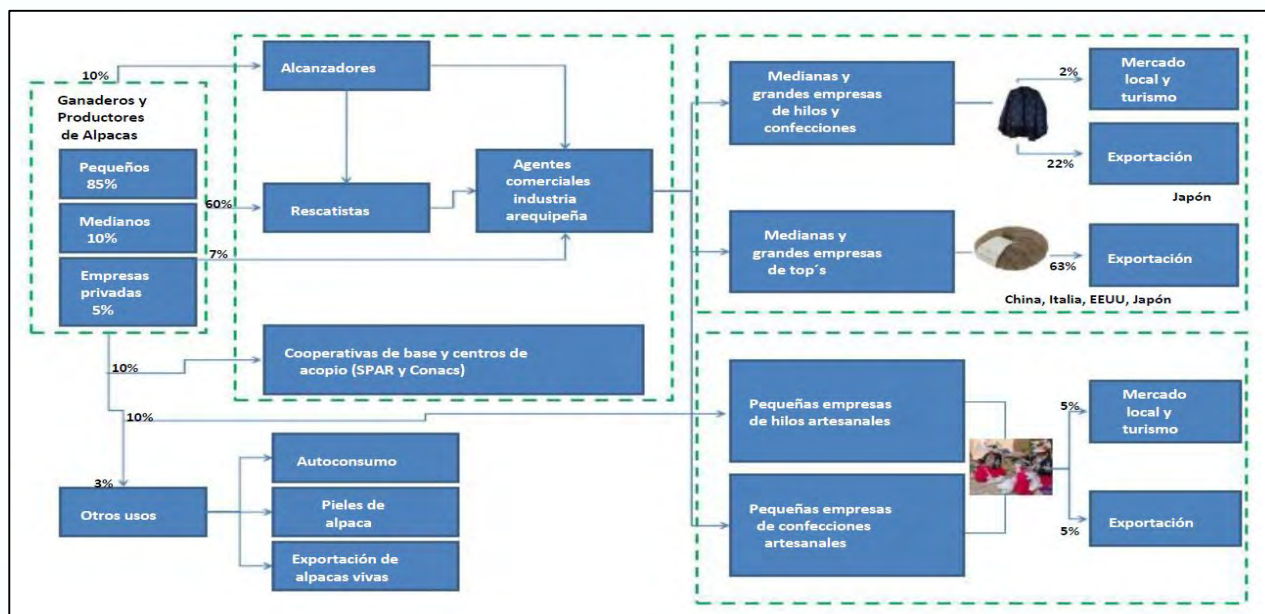 10%
Ganaderos y
Productores
de Alpacas
Pequeños
85%
Medianos
10%
Empresas
privadas
5%
60%
7%
10%
10%
3%
Alcanzadores
Rescatistas
Agentes
comerciales
industria
arequipeña
Cooperativas de base y centros de
acopio (SPAR y Conacs)
Otros usos
Autoconsumo
Pieles de
alpaca
Exportación de
alpacas vivas
Medianas y
grandes empresas
de hilos y
confecciones
2%
Mercado
local y
turismo
22%
Exportación
Japón
Medianas y
grandes empresas
de top´s
63%
Exportación
China, Italia, EEUU, Japón
Pequeñas empresas
de hilos artesanales
Pequeñas empresas
de confecciones
artesanales
5%
Mercado
local y
turismo
5%
Exportación